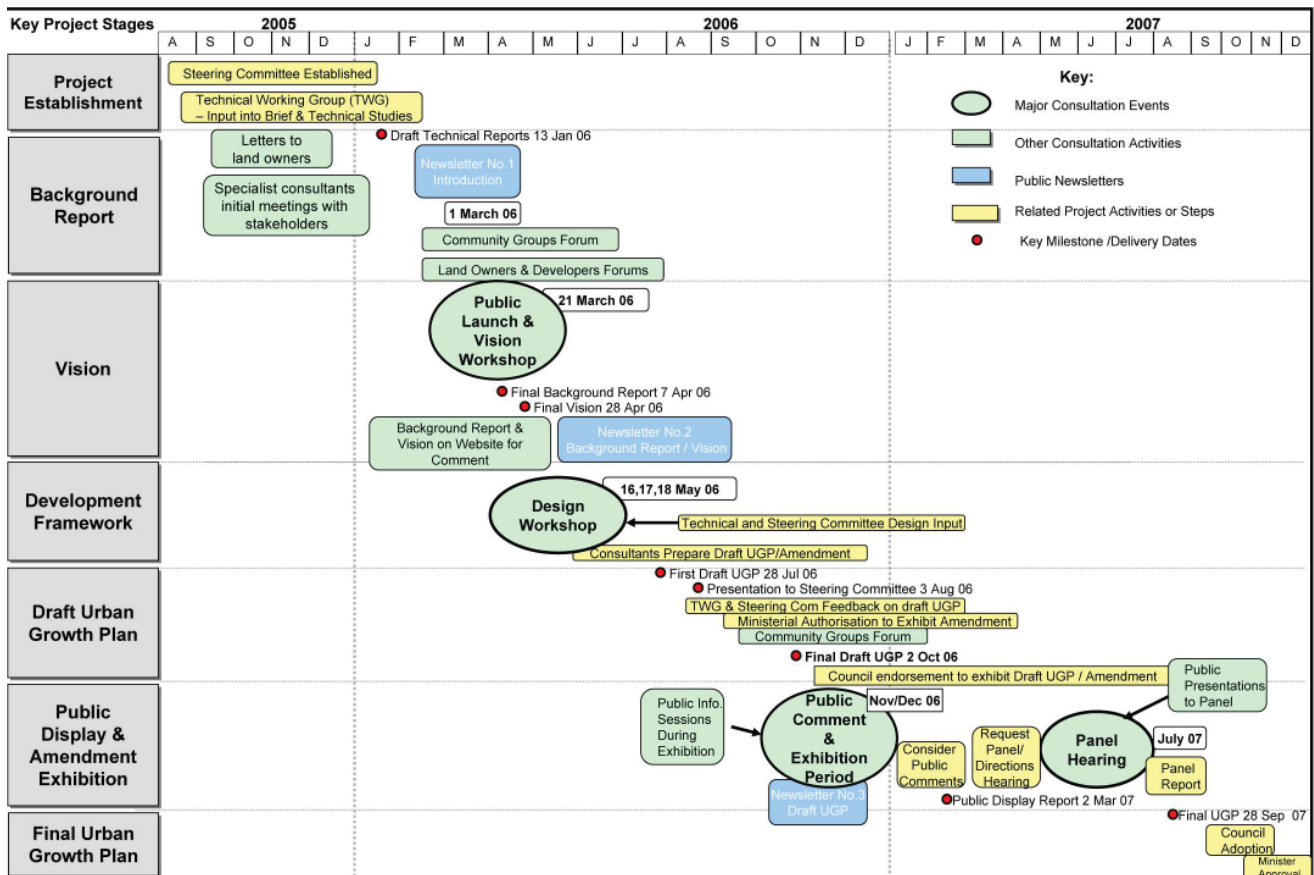 Key Project Stages
2005
2006
2007
A S O N D J F M A M J J A S O N D J F M A M J J A S O N D
Project
Establishment
Steering Committee Established
Technical Working Group (TWG)
– Input into Brief & Technical Studies
Key:
Major Consultation Events
Other Consultation Activities
Public Newsletters
Related Project Activities or Steps
Key Milestone /Delivery Dates
Background
Report
Letters to
land owners
Draft Technical Reports 13 Jan 06
Newsletter No.1
Introduction
Specialist consultants
initial meetings with
stakeholders
1 March 06
Community Groups Forum
Land Owners & Developers Forums
Vision
Public
Launch &
Vision
Workshop
21 March 06
Final Background Report 7 Apr 06
Final Vision 28 Apr 06
Background Report &
Vision on Website for
Comment
Newsletter No.2
Background Report / Vision
Development
Framework
Design
Workshop
16,17,18 May 06
Technical and Steering Committee Design Input
Consultants Prepare Draft UGP/Amendment
Draft Urban
Growth Plan
First Draft UGP 28 Jul 06
Presentation to Steering Committee 3 Aug 06
TWG & Steering Com Feedback on draft UGP
Ministerial Authorisation to Exhibit Amendment
Community Groups Forum
Final Draft UGP 2 Oct 06
Council endorsement to exhibit Draft UGP / Amendment
Public
Display &
Amendment
Exhibition
Public Info.
Sessions
During
Exhibition
Public
Comment
&
Exhibition
Period
Nov/Dec 06
Newsletter No.3
Draft UGP
Consider
Public
Comments
Request
Panel/
Directions
Hearing
Panel
Hearing
Public
Presentations
to Panel
July 07
Panel
Report
Public Display Report 2 Mar 07
Final Urban
Growth Plan
Final UGP 28 Sep 07
Council
Adoption
Minister
Approval